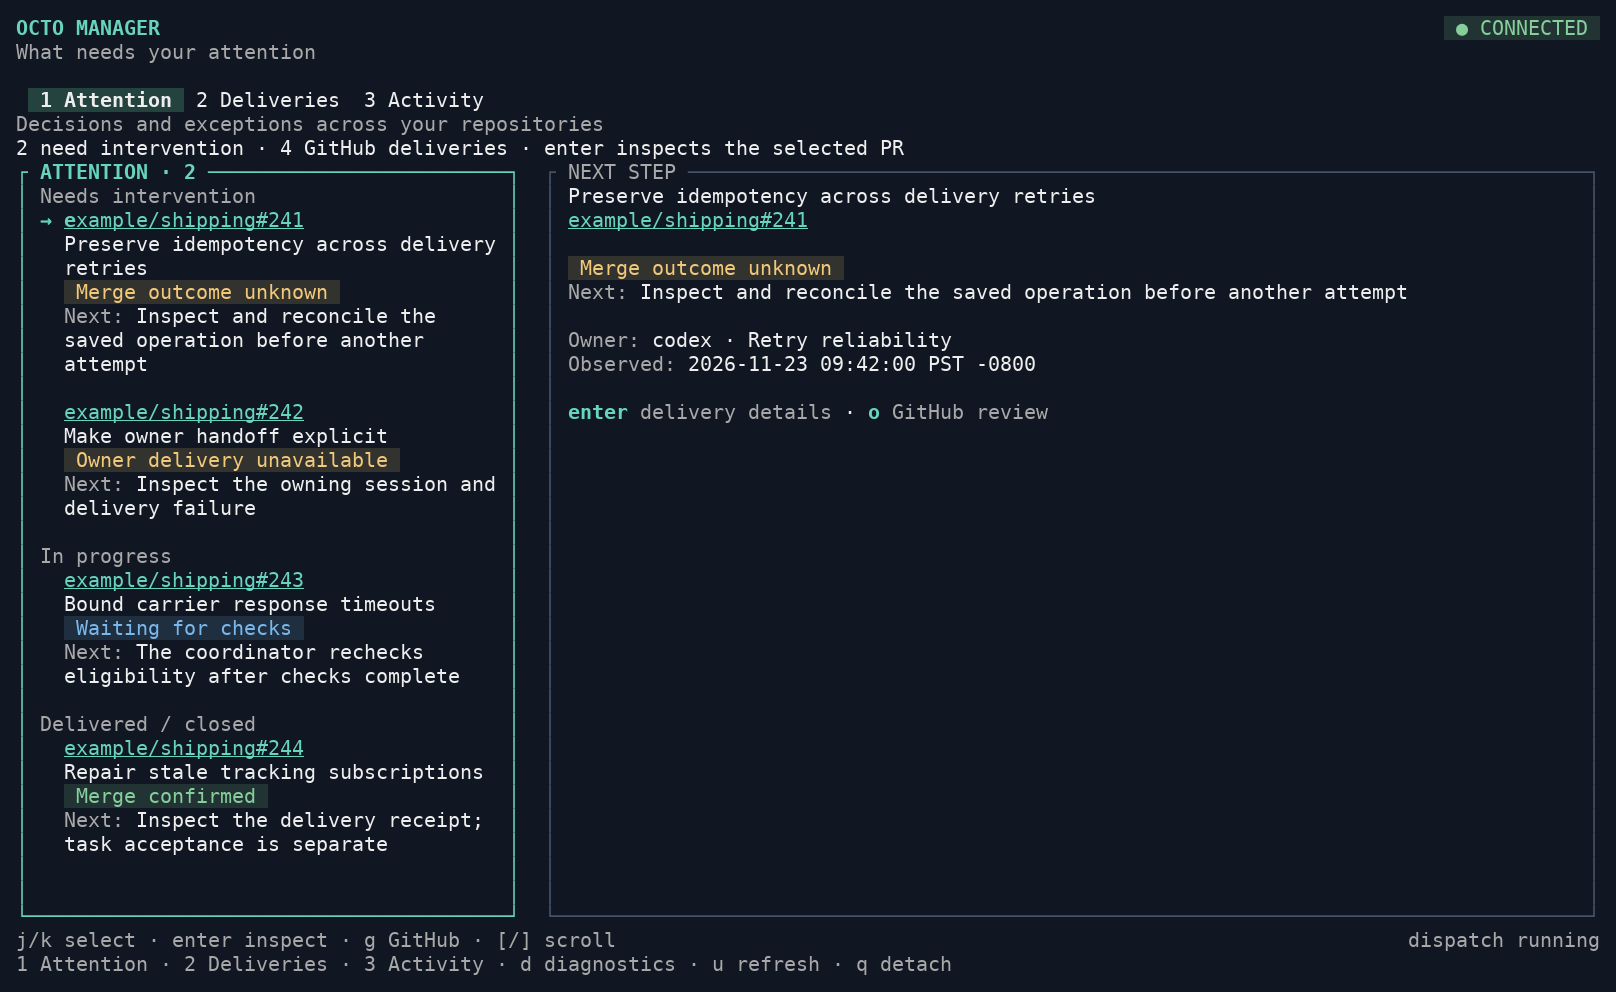 OCTO MANAGER
● CONNECTED
What needs your attention
1 Attention  2 Deliveries  3 Activity
Decisions and exceptions across your repositories
2 need intervention · 4 GitHub deliveries · enter inspects the selected PR
ATTENTION · 2
Needs intervention
→ example/shipping#241
Preserve idempotency across delivery
retries
Merge outcome unknown
Next: Inspect and reconcile the
saved operation before another
attempt
example/shipping#242
Make owner handoff explicit
Owner delivery unavailable
Next: Inspect the owning session and
delivery failure
In progress
example/shipping#243
Bound carrier response timeouts
Waiting for checks
Next: The coordinator rechecks
eligibility after checks complete
Delivered / closed
example/shipping#244
Repair stale tracking subscriptions
Merge confirmed
Next: Inspect the delivery receipt;
task acceptance is separate
NEXT STEP
Preserve idempotency across delivery retries
example/shipping#241
Merge outcome unknown
Next: Inspect and reconcile the saved operation before another attempt
Owner: codex · Retry reliability
Observed: 2026-11-23 09:42:00 PST -0800
enter delivery details · o GitHub review
j/k select · enter inspect · g GitHub · [/] scroll
dispatch running
1 Attention · 2 Deliveries · 3 Activity · d diagnostics · u refresh · q detach